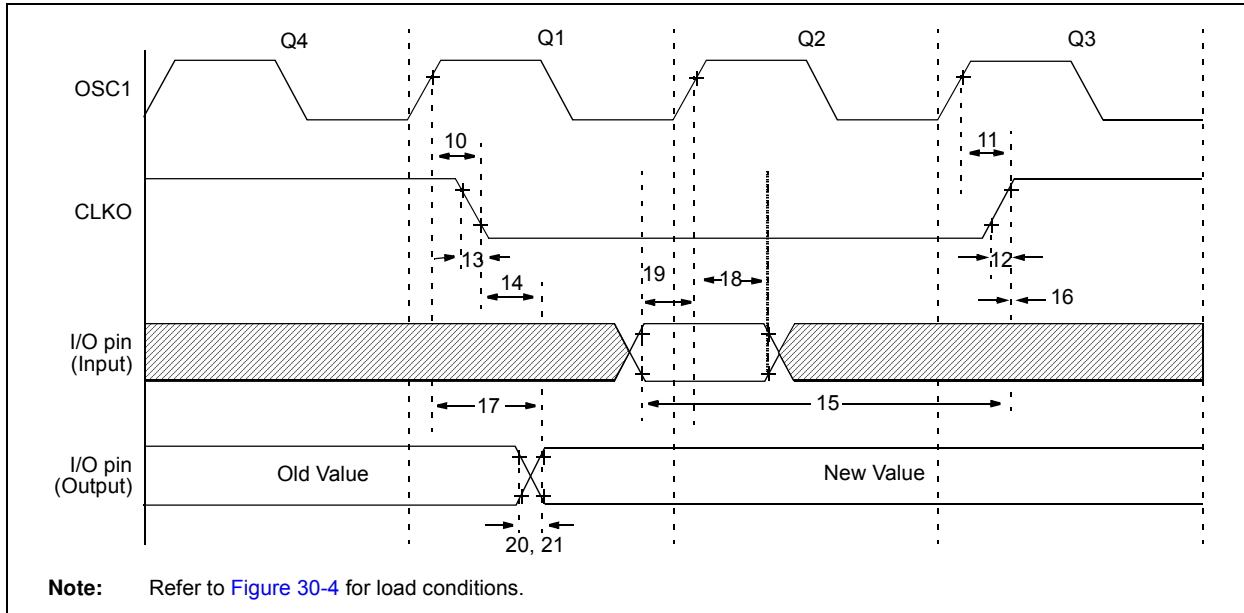 Q4 Q1 Q2 Q3
OSC1
10 11
CLKO
13 12
14 19 18 16
I/O pin
(Input)
17 15
I/O pin
(Output)
Old Value New Value
20, 21
Note: Refer to Figure 30-4 for load conditions.